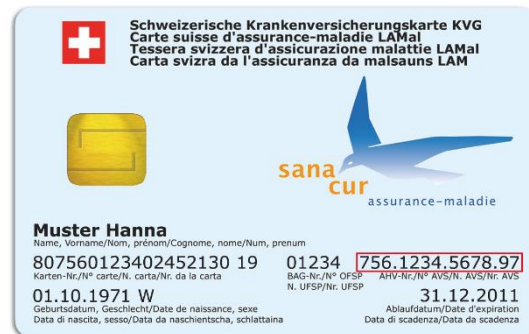 Schweizerische Krankenversicherungskarte KVG
Carte suisse d'assurance-maladie LAMal
Tessera svizzera d'assicurazione malattie LAMal
Carta svizra da l'assicuranza da malsauns LAM
sana
cur
assurance-maladie
Muster Hanna
Name, Vorname/Nom, prénom/Cognome, nome/Num, prenum
807560123402452130 19 01234 756.1234.5678.97
Karten-Nr./N° carte/N. carta/Nr. da la carta BAG-Nr./N° OFSP AHV-Nr./N° AVS/N. AVS/Nr. AVS
N. UFSP/Nr. UFSP
01.10.1971 W 31.12.2011
Geburtsdatum, Geschlecht/Date de naissance, sexe Ablaufdatum/Date d'expiration
Data di nascita, sesso/Data da naschientscha, schlattaina Data di scadenza/Data da scadenza